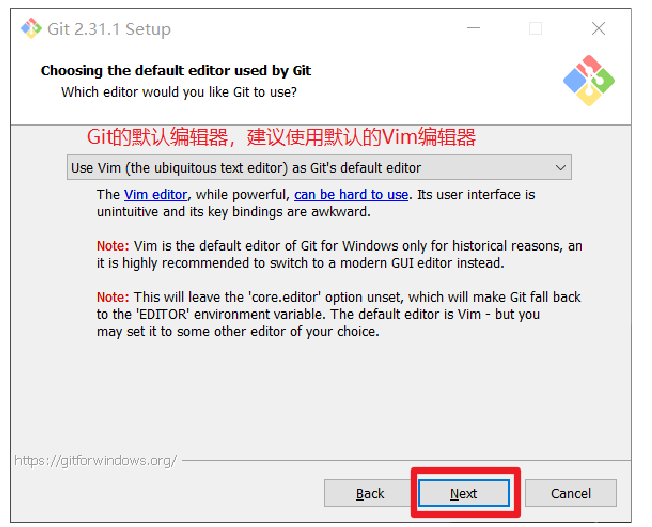 Git 2.31.1 Setup
Choosing the default editor used by Git
Which editor would you like Git to use?
Git的默认编辑器，建议使用默认的Vim编辑器
Use Vim (the ubiquitous text editor) as Git's default editor
The Vim editor, while powerful, can be hard to use. Its user interface is
unintuitive and its key bindings are awkward.
Note: Vim is the default editor of Git for Windows only for historical reasons, an
it is highly recommended to switch to a modern GUI editor instead.
Note: This will leave the 'core.editor' option unset, which will make Git fall back
to the 'EDITOR' environment variable. The default editor is Vim - but you
may set it to some other editor of your choice.
https://gitforwindows.org/
Back Next Cancel